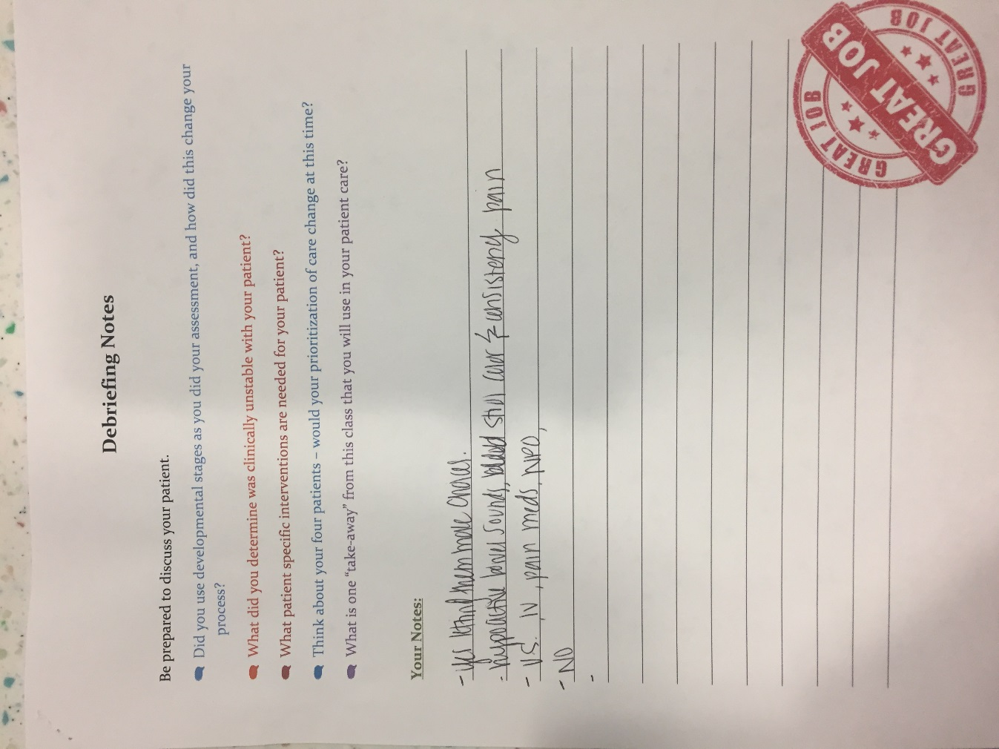 Debriefing Notes
Be prepared to discuss your patient.
Did you use developmental stages as you did your assessment, and how did this change your
process?
What did you determine was clinically unstable with your patient?
What patient specific interventions are needed for your patient?
Think about your four patients – would your prioritization of care change at this time?
What is one "take-away" from this class that you will use in your patient care?
Your Notes:
- yes letting them make choices.
- hypoactive bowel sounds, stool color & consistency pain
- VS. IV, pain meds, NPO,
- NO
-
GREAT JOB
GREAT JOB
GREAT JOB